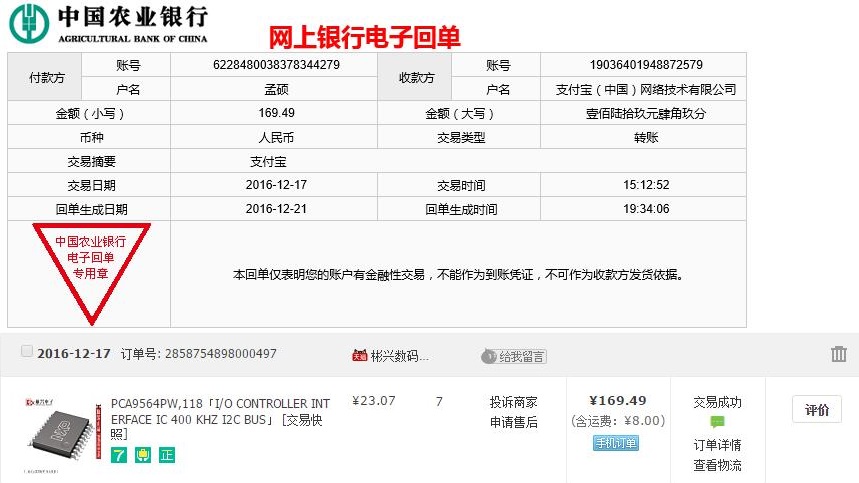 中国农业银行
AGRICULTURAL BANK OF CHINA
网上银行电子回单
付款方 账号 6228480038378344279 收款方 账号 19036401948872579
户名 孟硕 户名 支付宝（中国）网络技术有限公司
金额（小写） 169.49 金额（大写） 壹佰陆拾玖元肆角玖分
币种 人民币 交易类型 转账
交易摘要 支付宝
交易日期 2016-12-17 交易时间 15:12:52
回单生成日期 2016-12-21 回单生成时间 19:34:06
中国农业银行
电子回单
专用章
本回单仅表明您的账户有金融性交易，不能作为到账凭证，不可作为收款方发货依据。
2016-12-17 订单号: 2858754898000497 天猫 彬兴数码... 给我留言
PCA9564PW,118「I/O CONTROLLER INT
ERFACE IC 400 KHZ I2C BUS」 [交易快
照]
7 正
¥23.07
7
投诉商家
申请售后
¥169.49
(含运费: ¥8.00)
手机订单
交易成功
订单详情
查看物流
评价